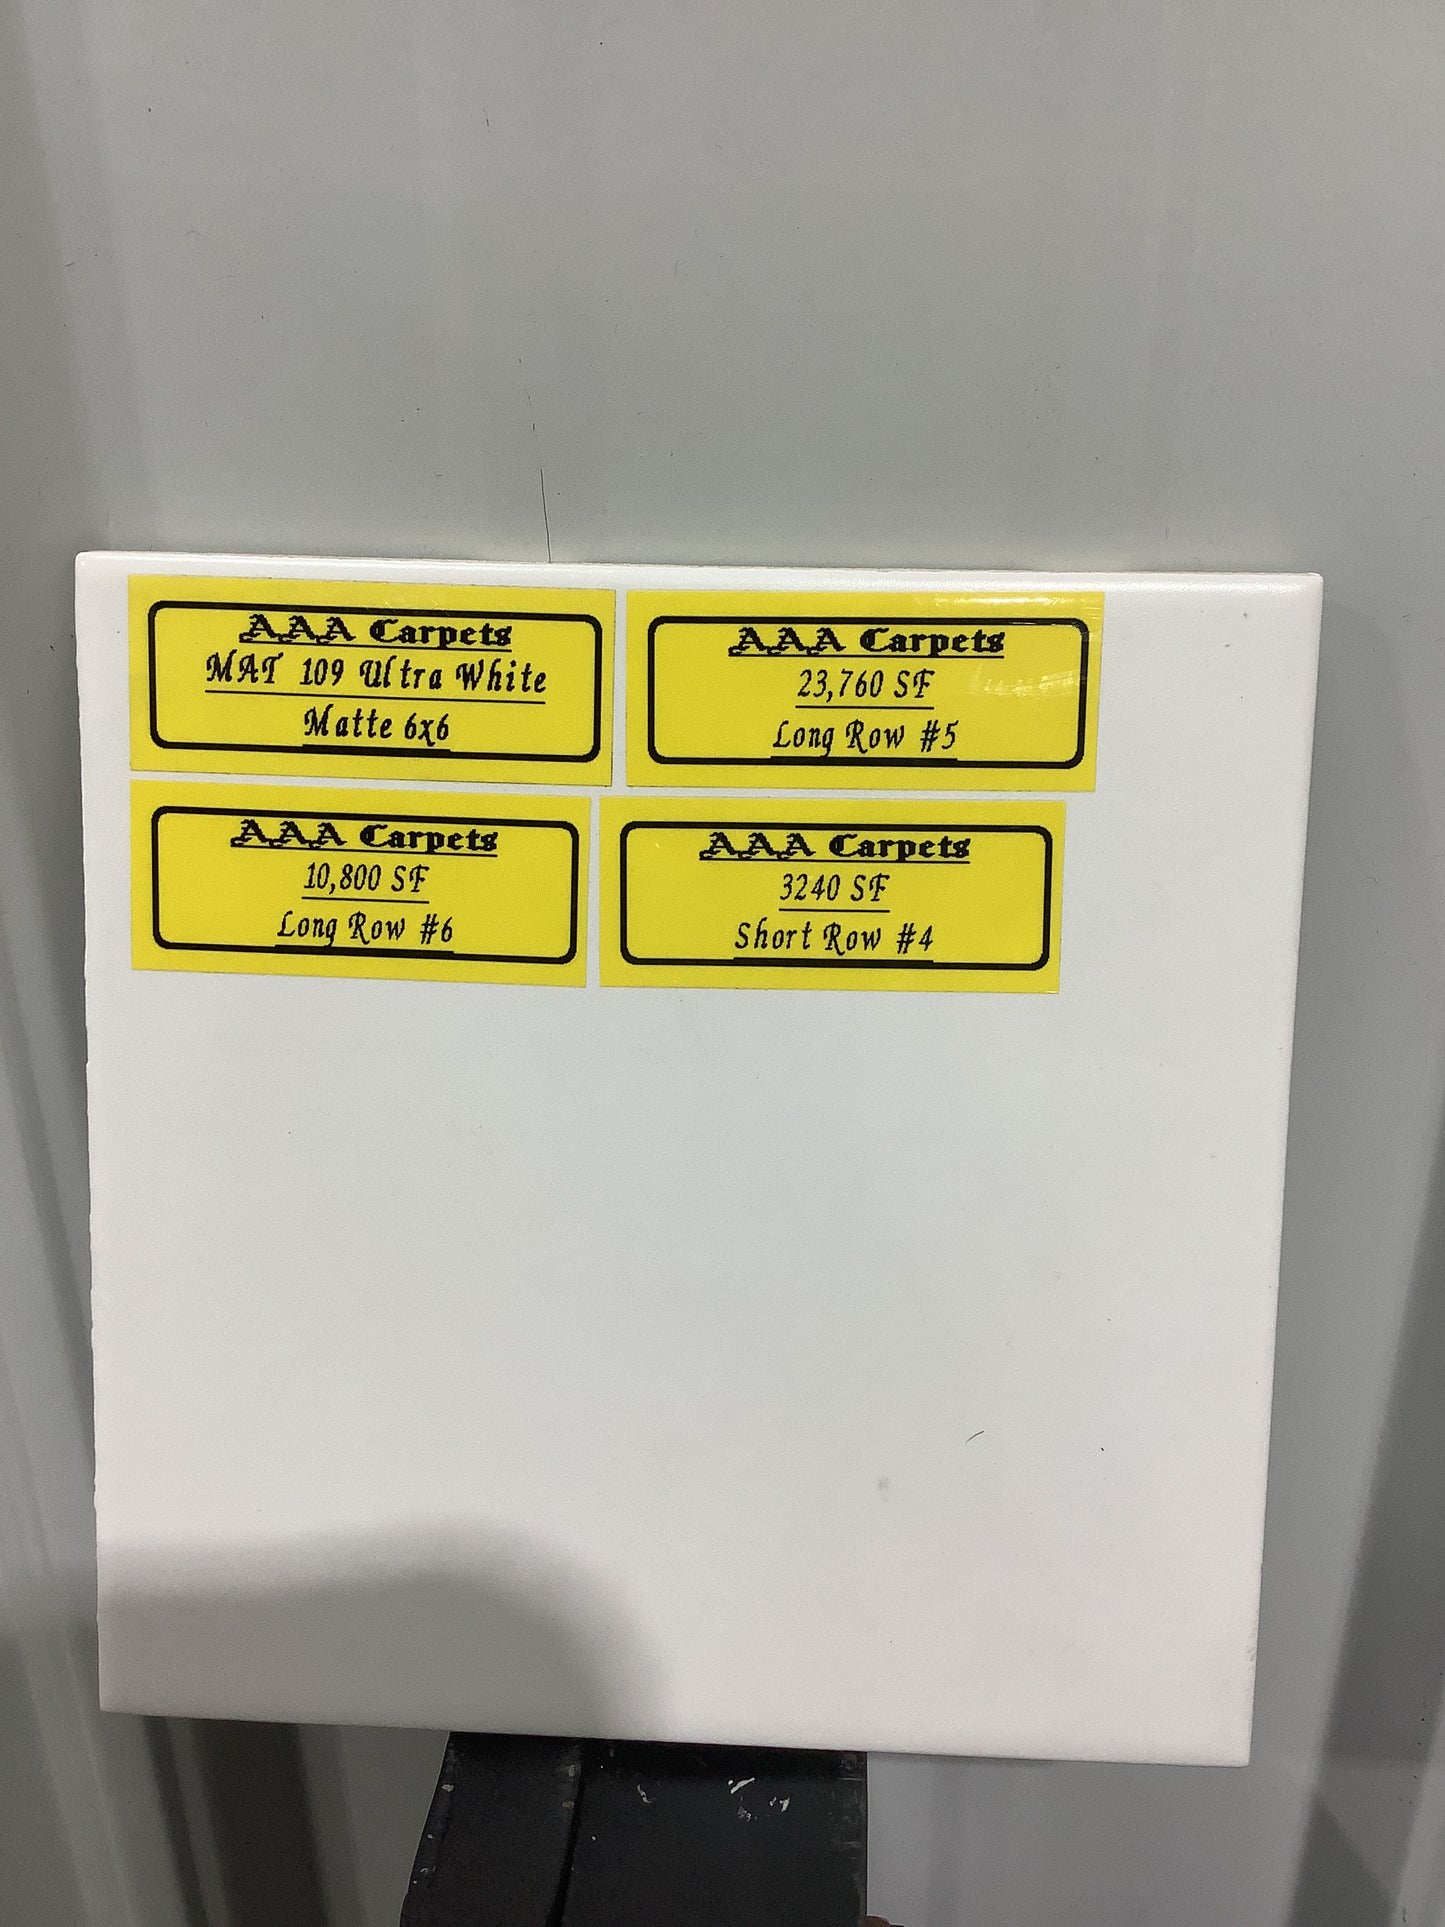 AAA Carpets
MAT 109 Ultra White
Matte 6x6
AAA Carpets
23,760 SF
Long Row #5
AAA Carpets
10,800 SF
Long Row #6
AAA Carpets
3240 SF
Short Row #4